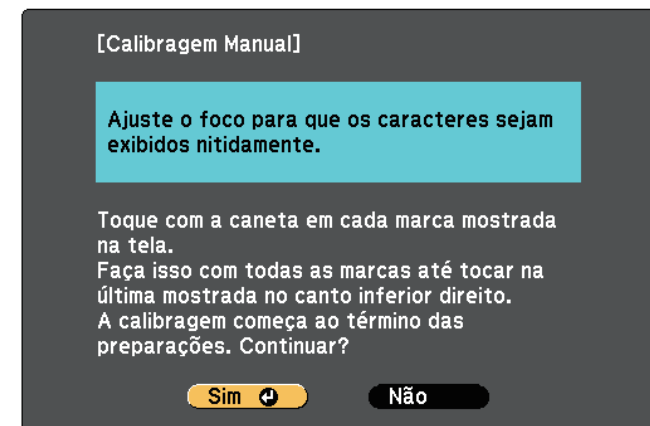 [Calibragem Manual]
Ajuste o foco para que os caracteres sejam
exibidos nitidamente.
Toque com a caneta em cada marca mostrada
na tela.
Faça isso com todas as marcas até tocar na
última mostrada no canto inferior direito.
A calibragem começa ao término das
preparações. Continuar?
Sim Não